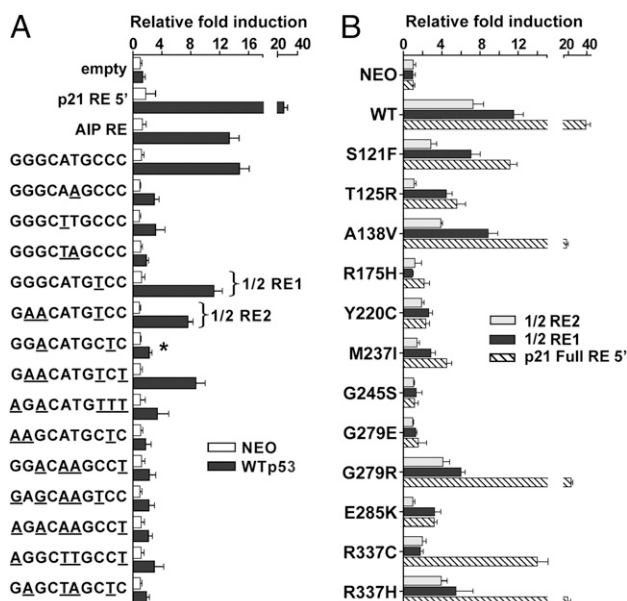 A
Relative fold induction
0 4 8 12 16 20 40
empty
p21 RE 5'
AIP RE
GGGCATGCCC
GGGCAAGCCC
GGGCTTGCCC
GGGCTAGCCC
GGGCATGTCC
1/2 RE1
GAACATGTCC
1/2 RE2
GGACATGCTC
*
GAACATGTCT
AGACATGTTT
AAGCATGCTC
GGACAAGCCT
GAGCAAGTCC
AGACAAGCCT
AGGCTTGCCT
GAGCTAGCTC
NEO
WTp53
B
Relative fold induction
0 4 8 12 20 40
NEO
WT
S121F
T125R
A138V
R175H
Y220C
M237I
G245S
G279E
G279R
E285K
R337C
R337H
1/2 RE2
1/2 RE1
p21 Full RE 5'